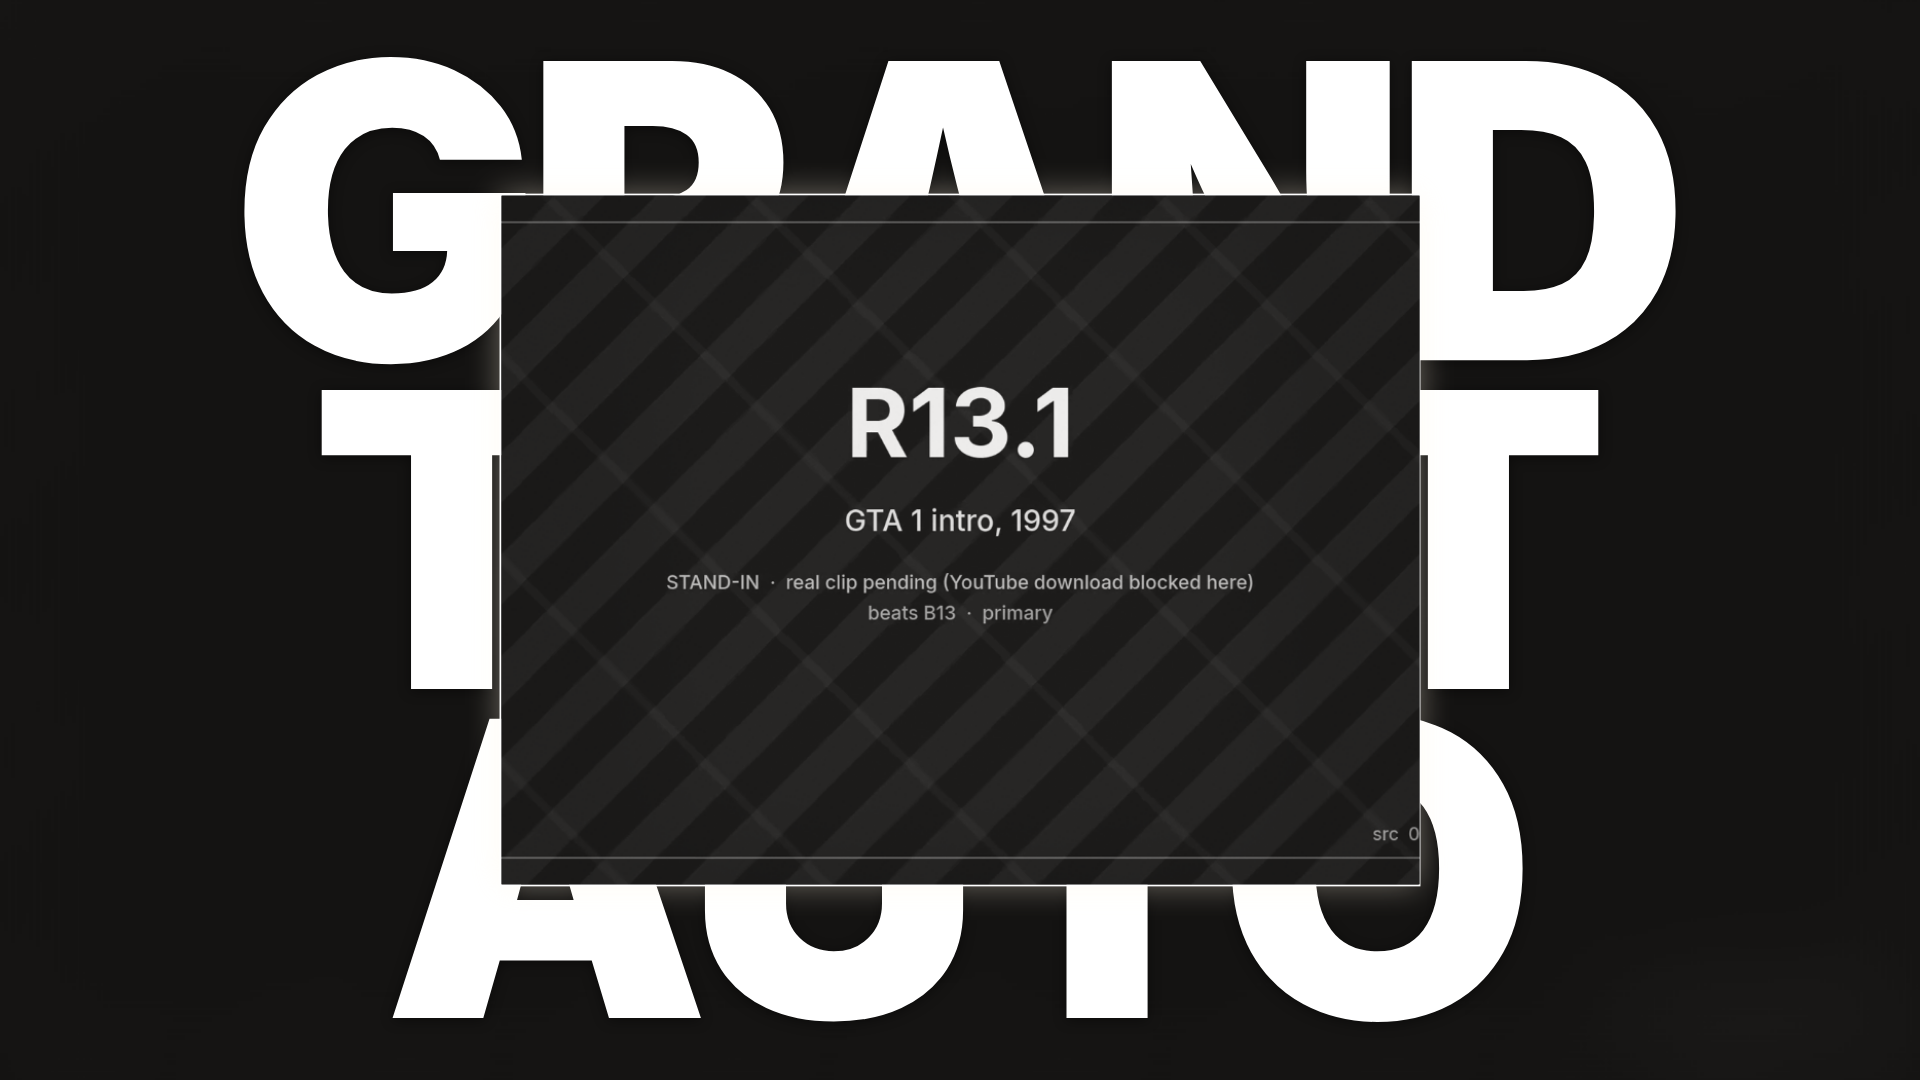 GRAND
R13.1
GTA 1 intro, 1997
STAND-IN · real clip pending (YouTube download blocked here)
beats B13 · primary
src 0
AUTO